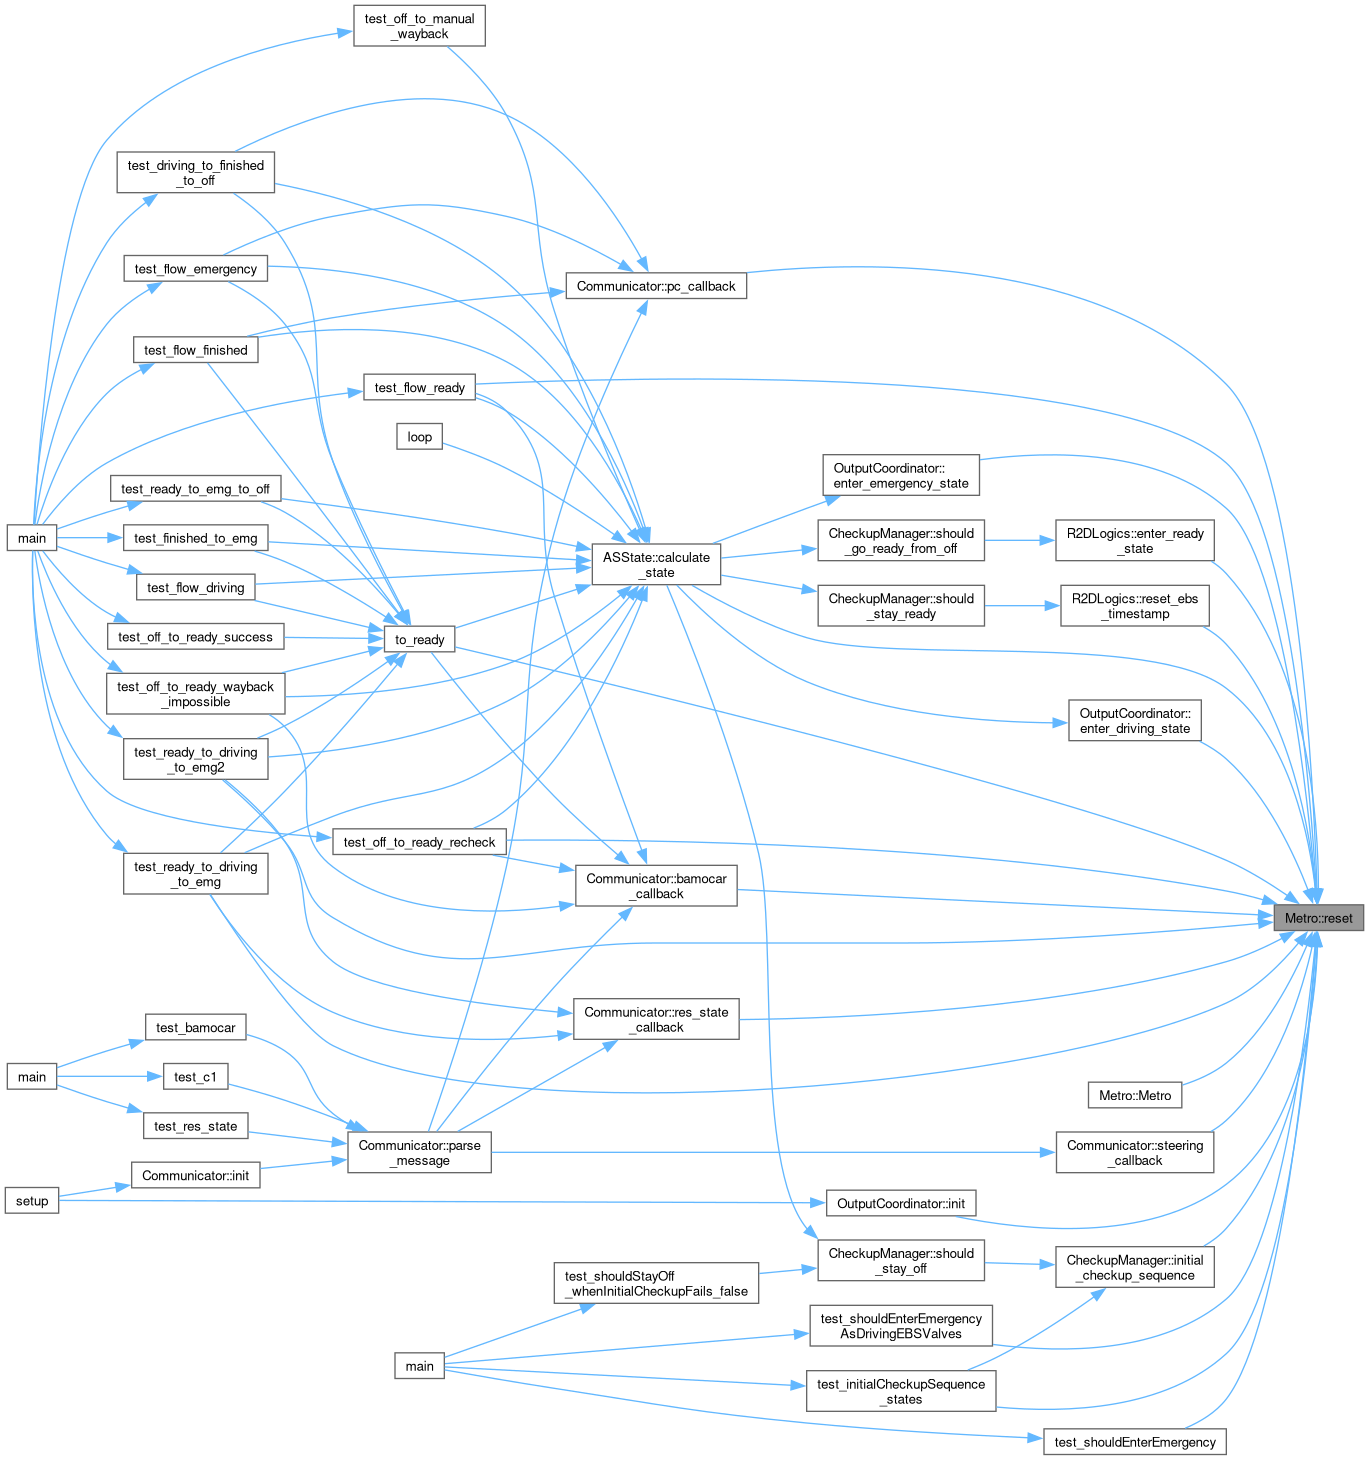 test_off_to_manual
_wayback
test_driving_to_finished
_to_off
test_flow_emergency
Communicator::pc_callback
test_flow_finished
test_flow_ready
loop
OutputCoordinator::
enter_emergency_state
test_ready_to_emg_to_off
main
test_finished_to_emg
ASState::calculate
_state
CheckupManager::should
_go_ready_from_off
R2DLogics::enter_ready
_state
test_flow_driving
CheckupManager::should
_stay_ready
R2DLogics::reset_ebs
_timestamp
test_off_to_ready_success
to_ready
test_off_to_ready_wayback
_impossible
OutputCoordinator::
enter_driving_state
test_ready_to_driving
_to_emg2
test_off_to_ready_recheck
test_ready_to_driving
_to_emg
Communicator::bamocar
_callback
Metro::reset
Communicator::res_state
_callback
test_bamocar
main
test_c1
Metro::Metro
test_res_state
Communicator::parse
_message
Communicator::steering
_callback
Communicator::init
setup
OutputCoordinator::init
CheckupManager::should
_stay_off
CheckupManager::initial
_checkup_sequence
test_shouldStayOff
_whenInitialCheckupFails_false
test_shouldEnterEmergency
AsDrivingEBSValves
main
test_initialCheckupSequence
_states
test_shouldEnterEmergency